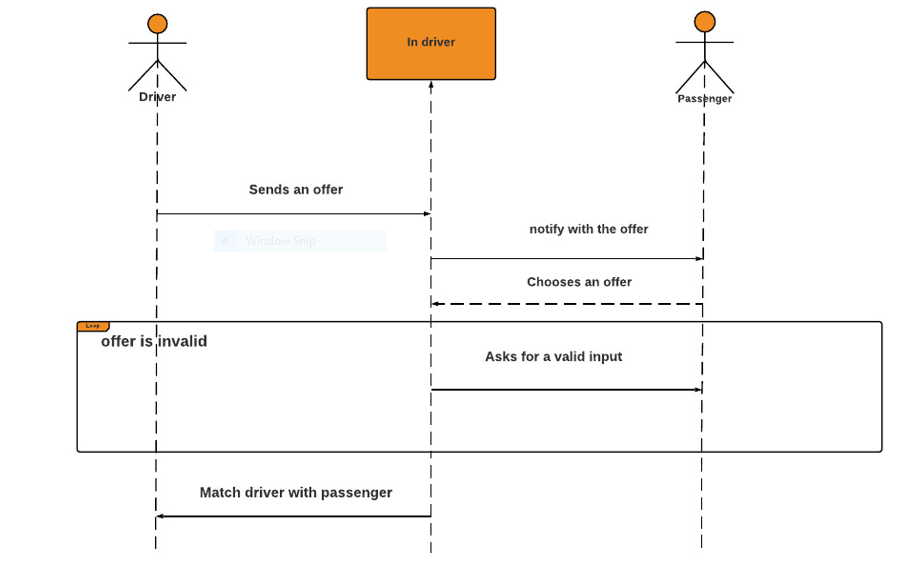 In driver
Driver
Passenger
Sends an offer
Window Snip
notify with the offer
Chooses an offer
Loop
offer is invalid
Asks for a valid input
Match driver with passenger